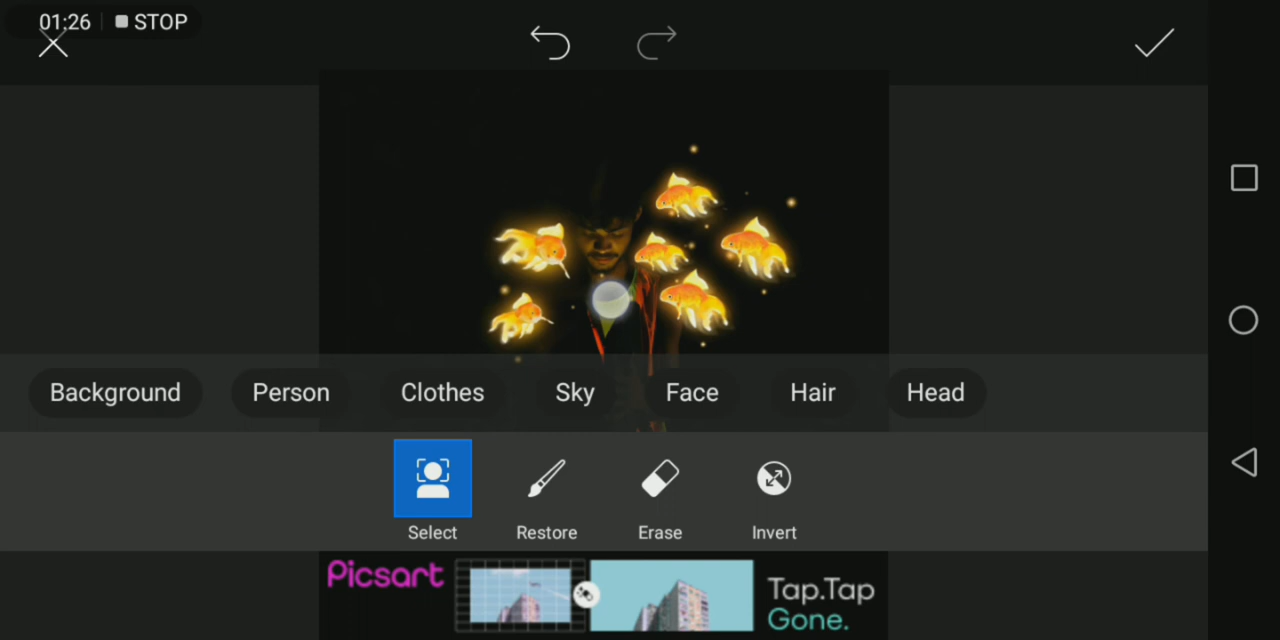 01:26 STOP
Background Person Clothes Sky Face Hair Head
Select Restore Erase Invert
Picsart
Tap.Tap
Gone.